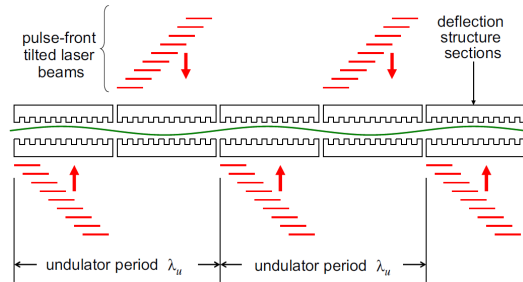 pulse-front
tilted laser
beams
deflection
structure
sections
undulator period λu
undulator period λu